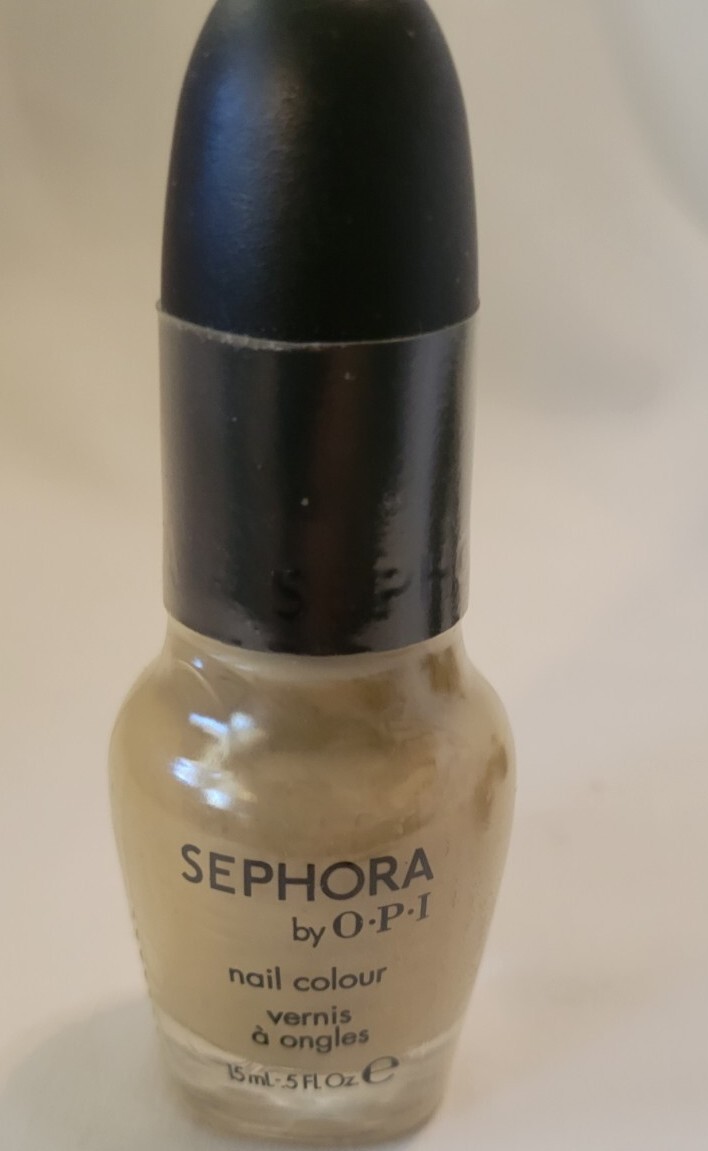 SEPHORA
by O·P·I
nail colour
vernis
à ongles
15 mL - .5 Fl. Oz. ℮